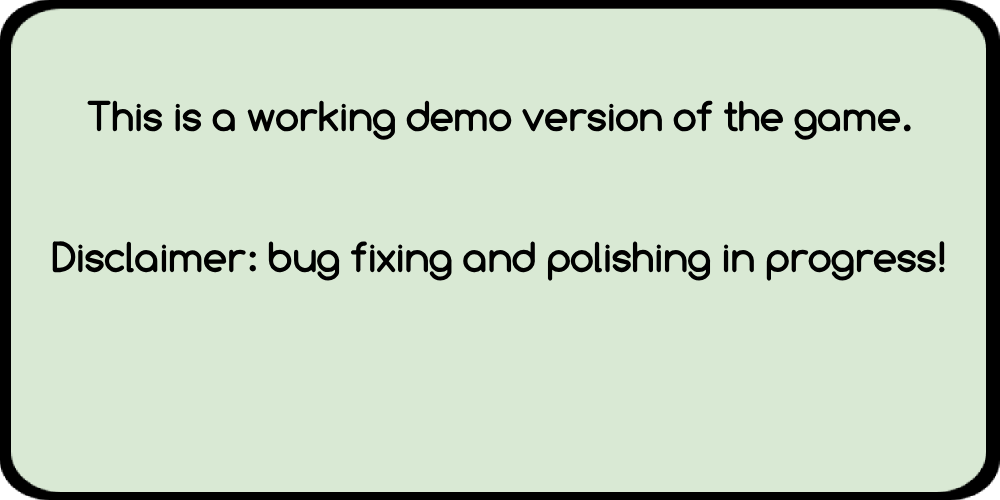 This is a working demo version of the game.
Disclaimer: bug fixing and polishing in progress!